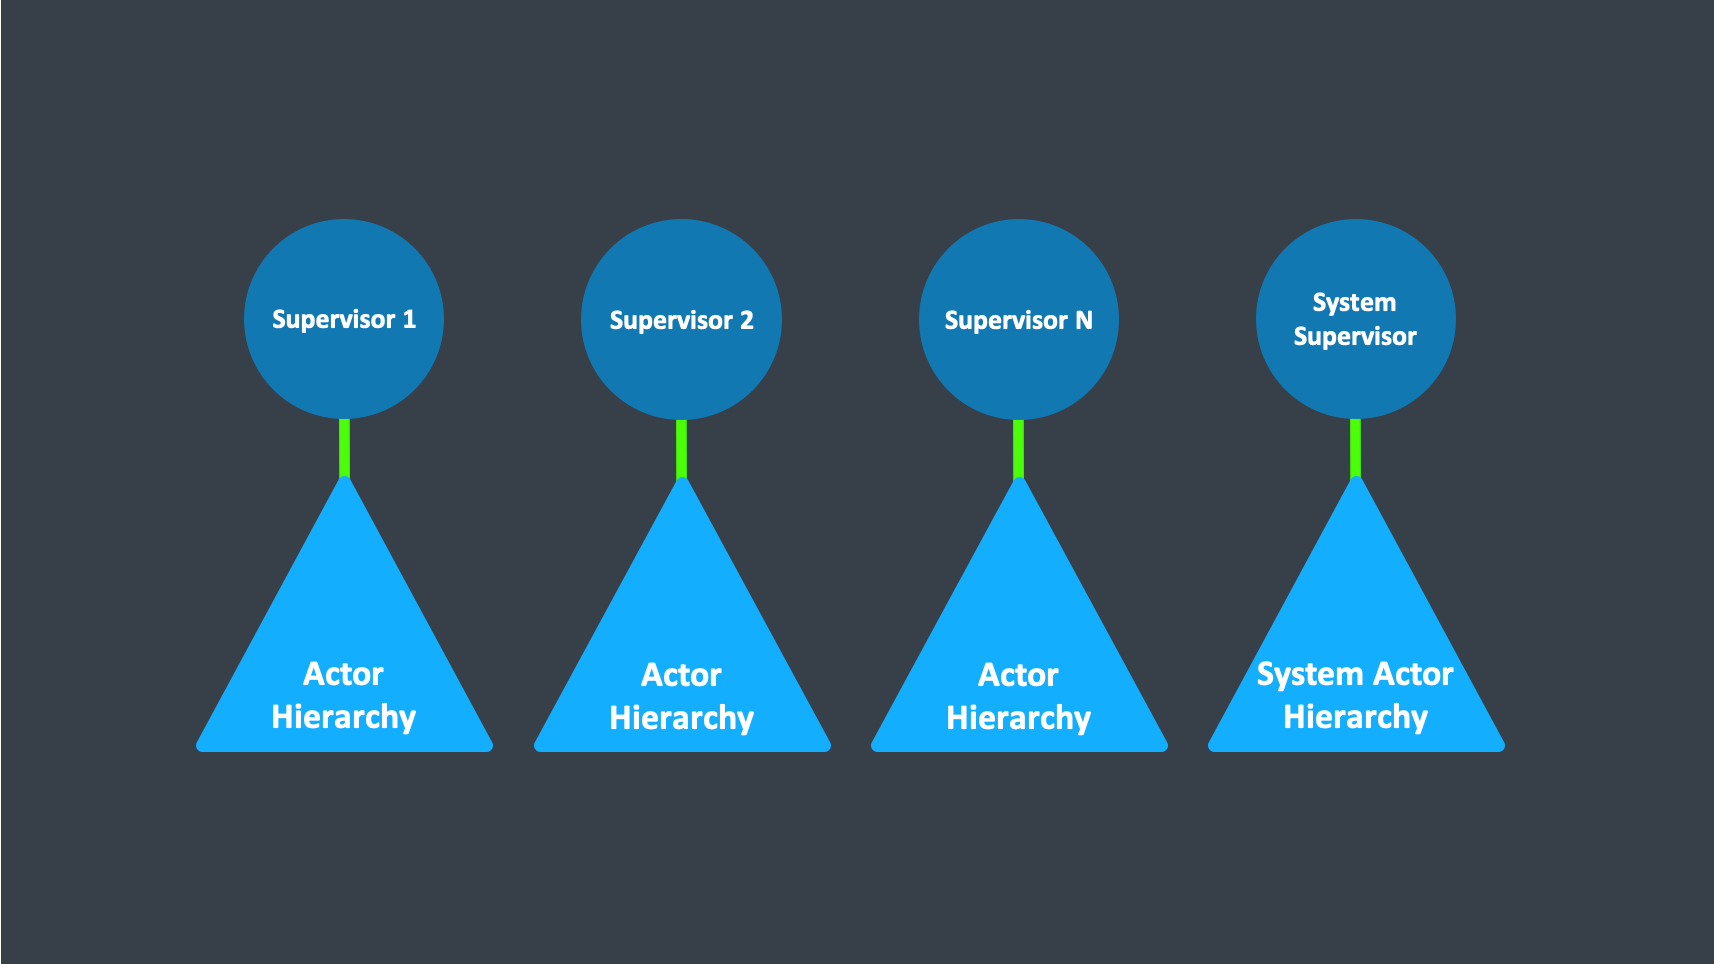 Supervisor 1
Supervisor 2
Supervisor N
System
Supervisor
Actor
Hierarchy
Actor
Hierarchy
Actor
Hierarchy
System Actor
Hierarchy